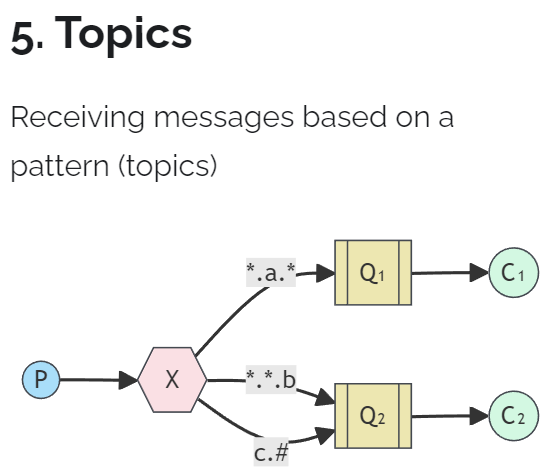 5. Topics
Receiving messages based on a
pattern (topics)
*.a.*
Q1
C1
P
X
*.*.b
Q2
C2
c.#